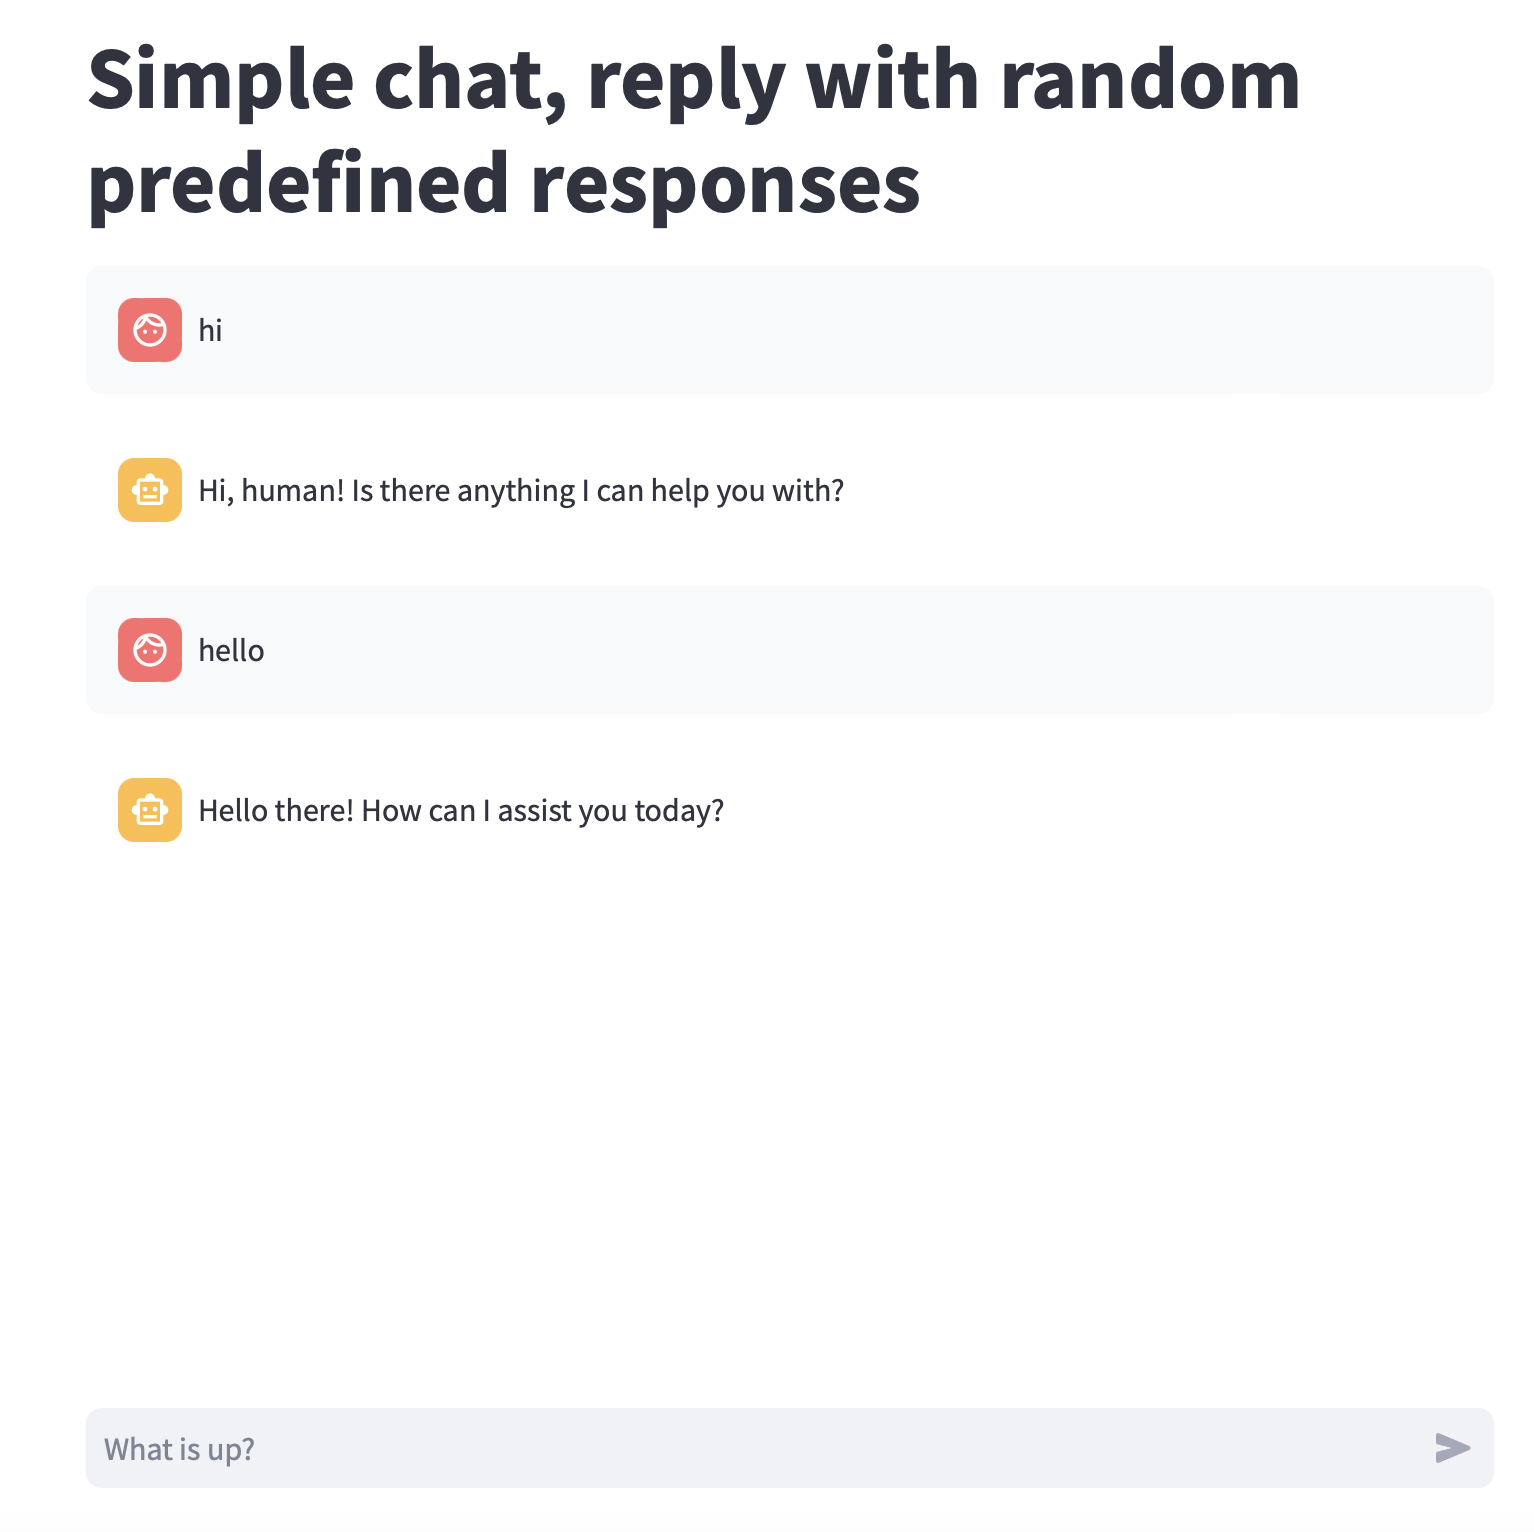 Simple chat, reply with random
predefined responses
hi
Hi, human! Is there anything I can help you with?
hello
Hello there! How can I assist you today?
What is up?